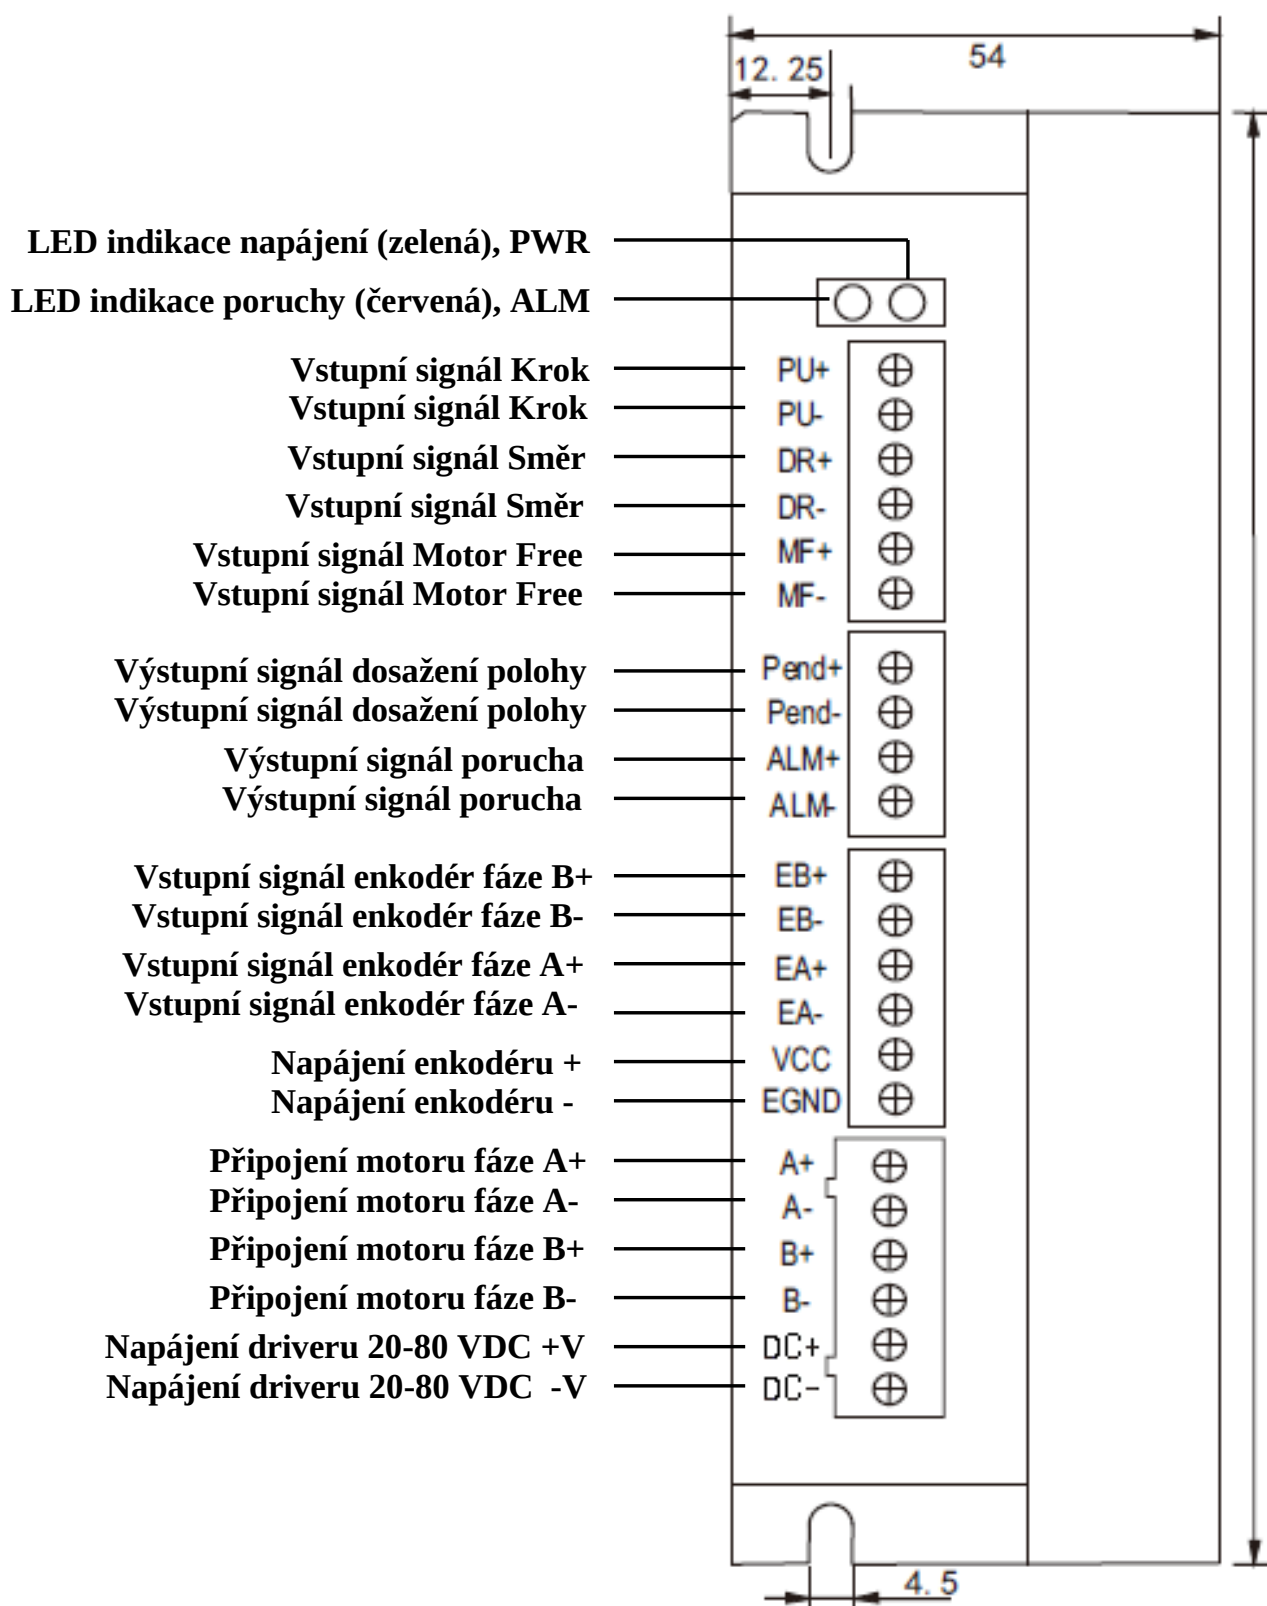 54
12. 25
LED indikace napájení (zelená), PWR
LED indikace poruchy (červená), ALM
Vstupní signál Krok PU+
Vstupní signál Krok PU-
Vstupní signál Směr DR+
Vstupní signál Směr DR-
Vstupní signál Motor Free MF+
Vstupní signál Motor Free MF-
Výstupní signál dosažení polohy Pend+
Výstupní signál dosažení polohy Pend-
Výstupní signál porucha ALM+
Výstupní signál porucha ALM-
Vstupní signál enkodér fáze B+ EB+
Vstupní signál enkodér fáze B- EB-
Vstupní signál enkodér fáze A+ EA+
Vstupní signál enkodér fáze A- EA-
Napájení enkodéru + VCC
Napájení enkodéru - EGND
Připojení motoru fáze A+ A+
Připojení motoru fáze A- A-
Připojení motoru fáze B+ B+
Připojení motoru fáze B- B-
Napájení driveru 20-80 VDC +V DC+
Napájení driveru 20-80 VDC -V DC-
4. 5